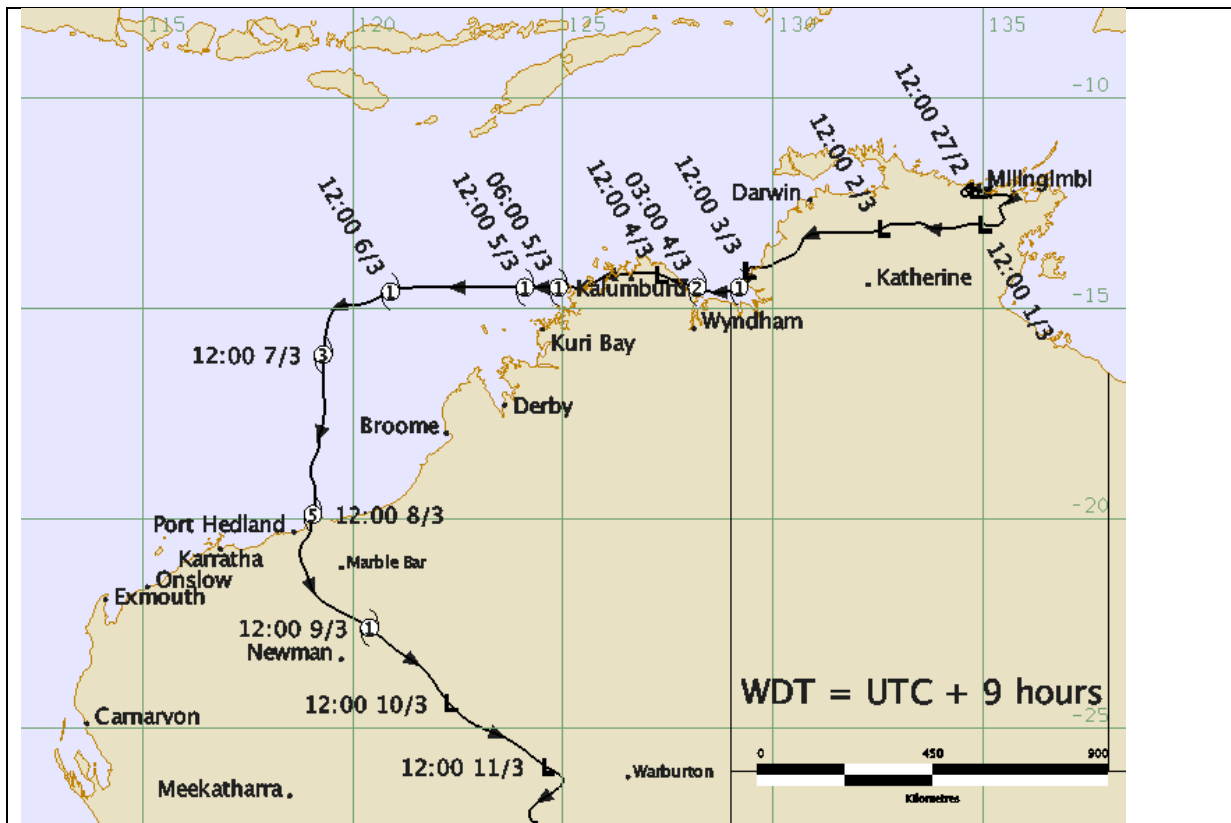 115
120
125
130
135
-10
12:00 27/2
Milingimbi
12:00 2/3
Darwin
12:00 3/3
03:00 4/3
12:00 4/3
06:00 5/3
12:00 5/3
12:00 6/3
Katherine
12:00 1/3
-15
1
1
1
Kalumburu
2
1
Wyndham
Kuri Bay
12:00 7/3
3
Derby
Broome
5
12:00 8/3
-20
Port Hedland
Karratha
Marble Bar
Onslow
Exmouth
12:00 9/3
1
Newman
12:00 10/3
L
L
L
L
L
L
WDT = UTC + 9 hours
Carnarvon
-25
12:00 11/3
Warburton
0
450
900
Kilometres
Meekatharra